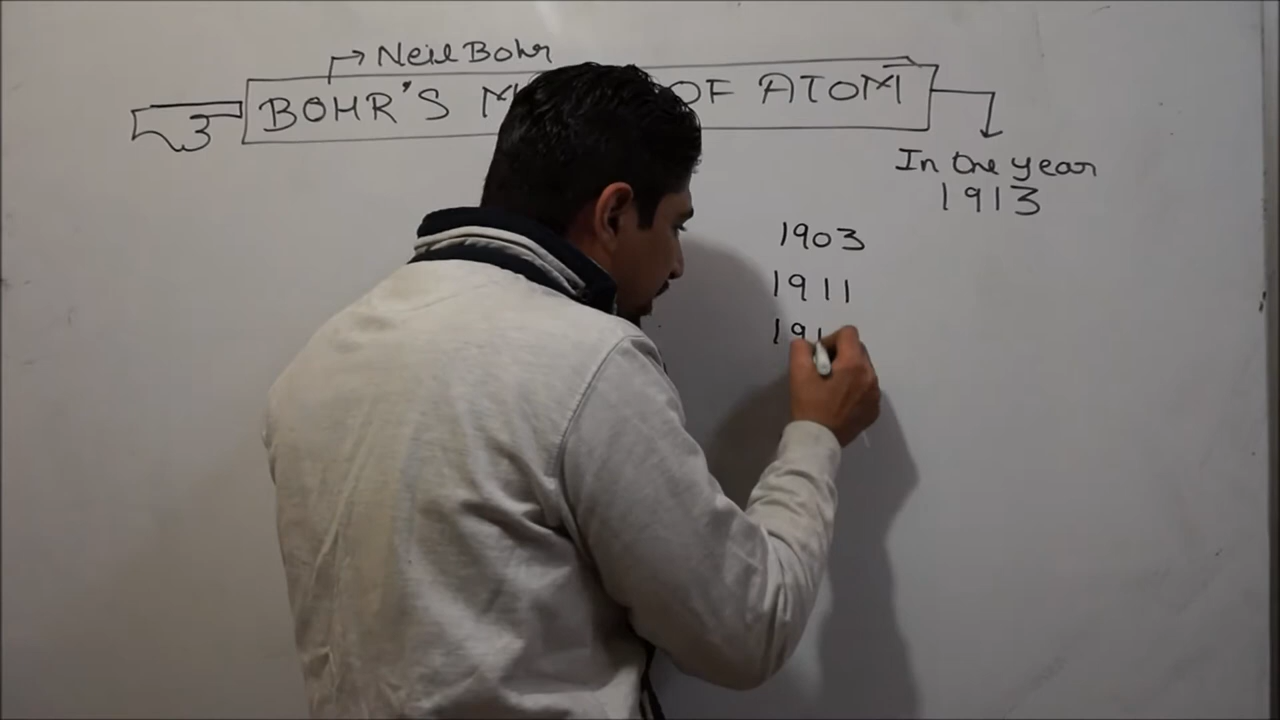 Neil Bohr
3 BOHR'S OF ATOM
In the year
1913
1903
1911